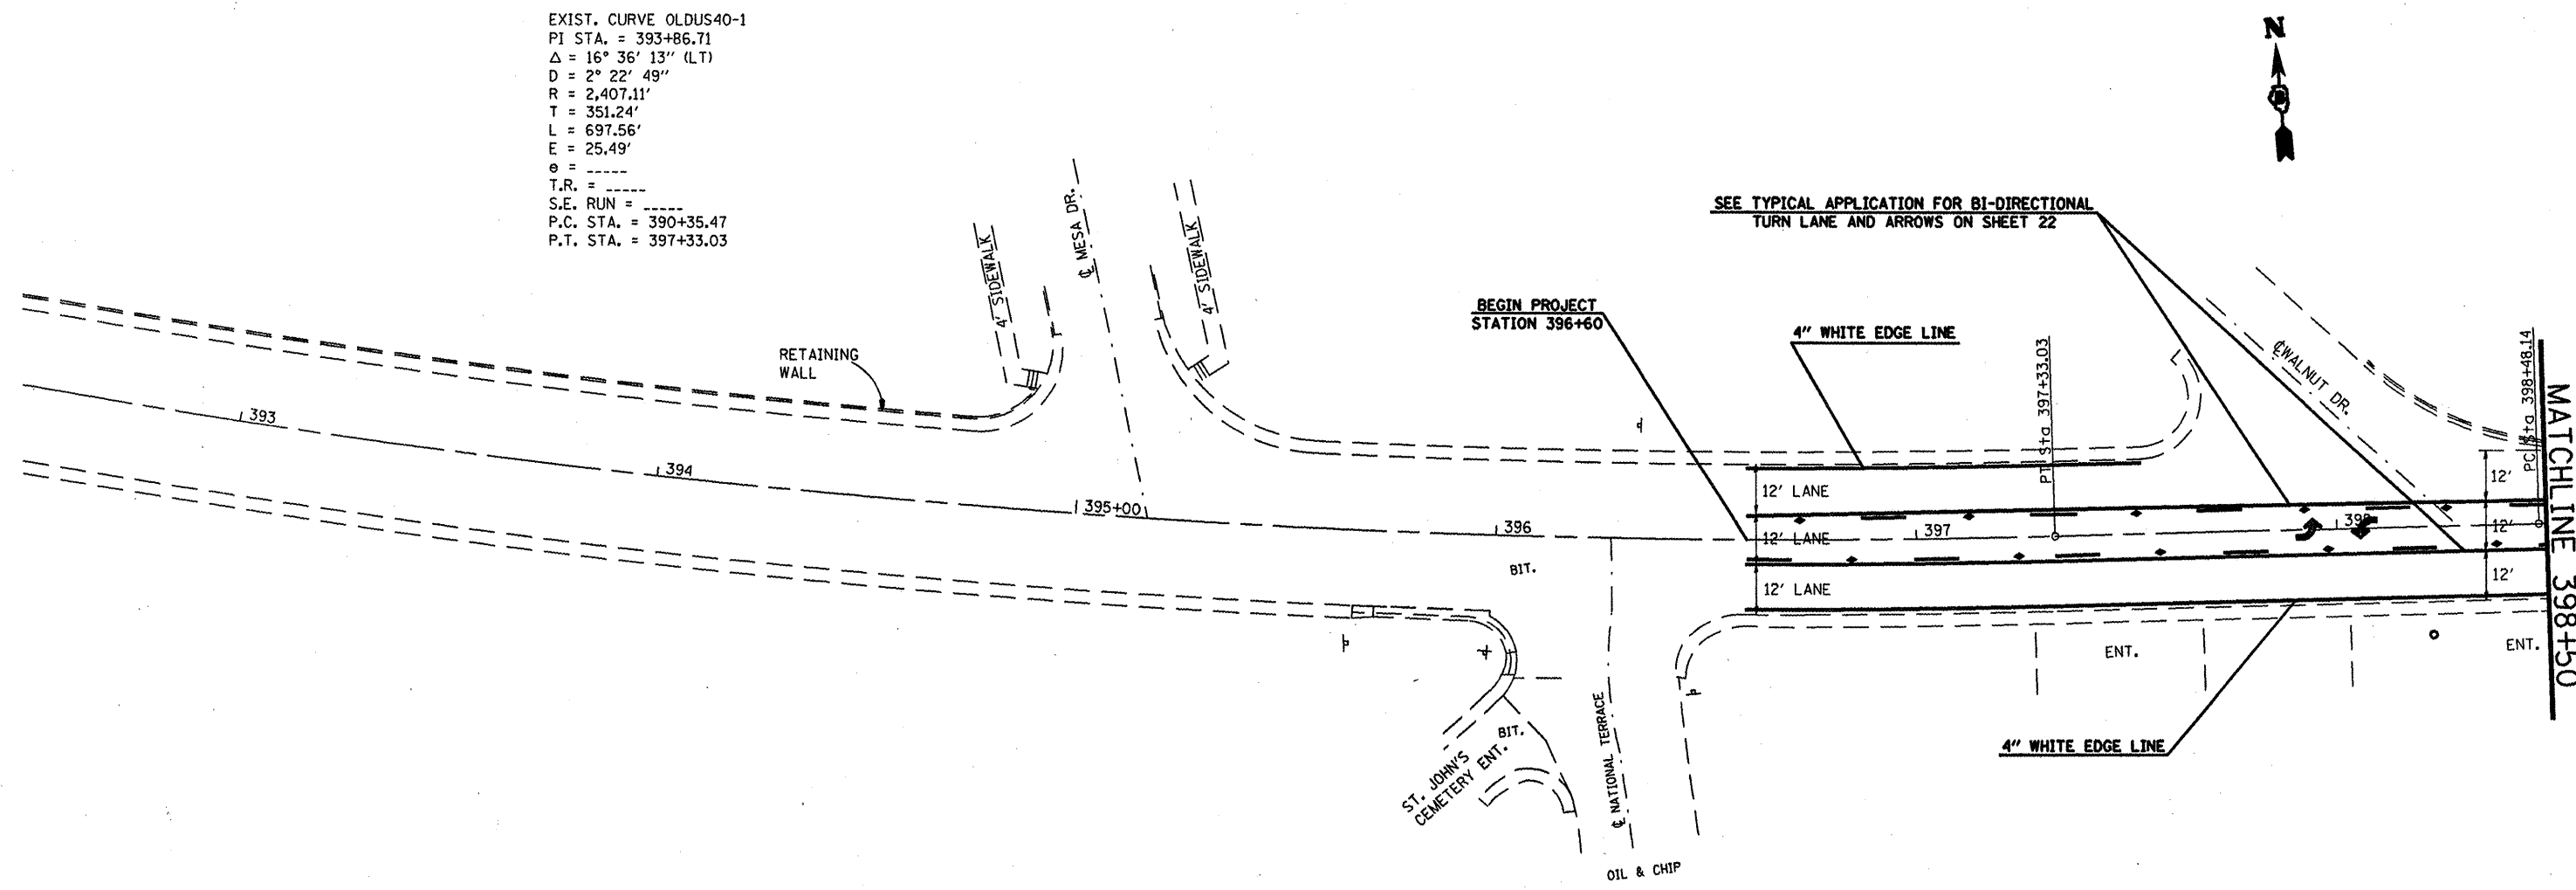 EXIST. CURVE OLDUS40-1
PI STA. = 393+86.71
Δ = 16° 36' 13" (LT)
D = 2° 22' 49"
R = 2,407.11'
T = 351.24'
L = 697.56'
E = 25.49'
e = -----
T.R. = -----
S.E. RUN = -----
P.C. STA. = 390+35.47
P.T. STA. = 397+33.03
N
SEE TYPICAL APPLICATION FOR BI-DIRECTIONAL
TURN LANE AND ARROWS ON SHEET 22
4' SIDEWALK
℄ MESA DR.
4' SIDEWALK
BEGIN PROJECT
STATION 396+60
4" WHITE EDGE LINE
RETAINING
WALL
PT Sta 397+33.03
℄ WALNUT DR.
PC Sta 398+48.14
MATCHLINE 398+50
393
394
395+00
396
397
398
12' LANE
12' LANE
12' LANE
12'
12'
12'
BIT.
ENT.
ENT.
4" WHITE EDGE LINE
BIT.
ST. JOHN'S
CEMETERY ENT.
℄ NATIONAL TERRACE
OIL & CHIP